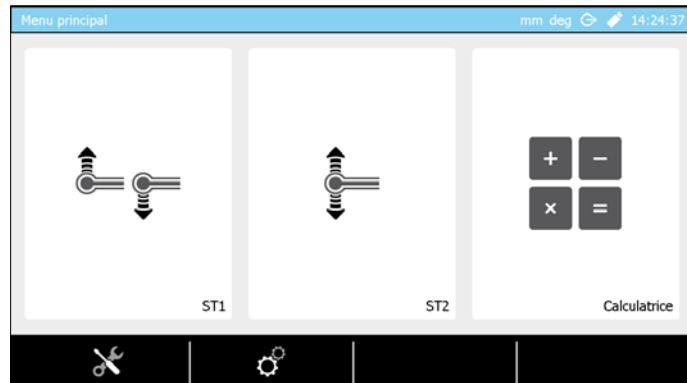 Menu principal mm deg 14:24:37
+ −
× =
ST1 ST2 Calculatrice